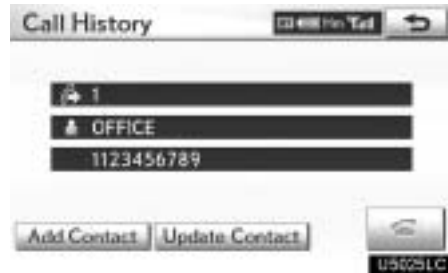 Call History
1
OFFICE
1123456789
Add Contact Update Contact
U5025LC